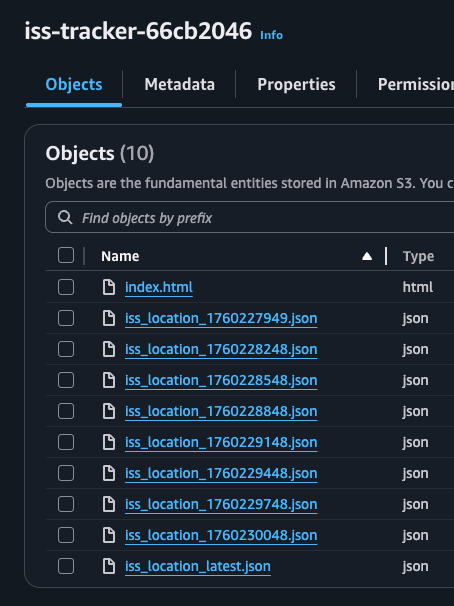 iss-tracker-66cb2046 Info
Objects Metadata Properties Permission
Objects (10)
Objects are the fundamental entities stored in Amazon S3. You c
Find objects by prefix
Name Type
index.html html
iss_location_1760227949.json json
iss_location_1760228248.json json
iss_location_1760228548.json json
iss_location_1760228848.json json
iss_location_1760229148.json json
iss_location_1760229448.json json
iss_location_1760229748.json json
iss_location_1760230048.json json
iss_location_latest.json json